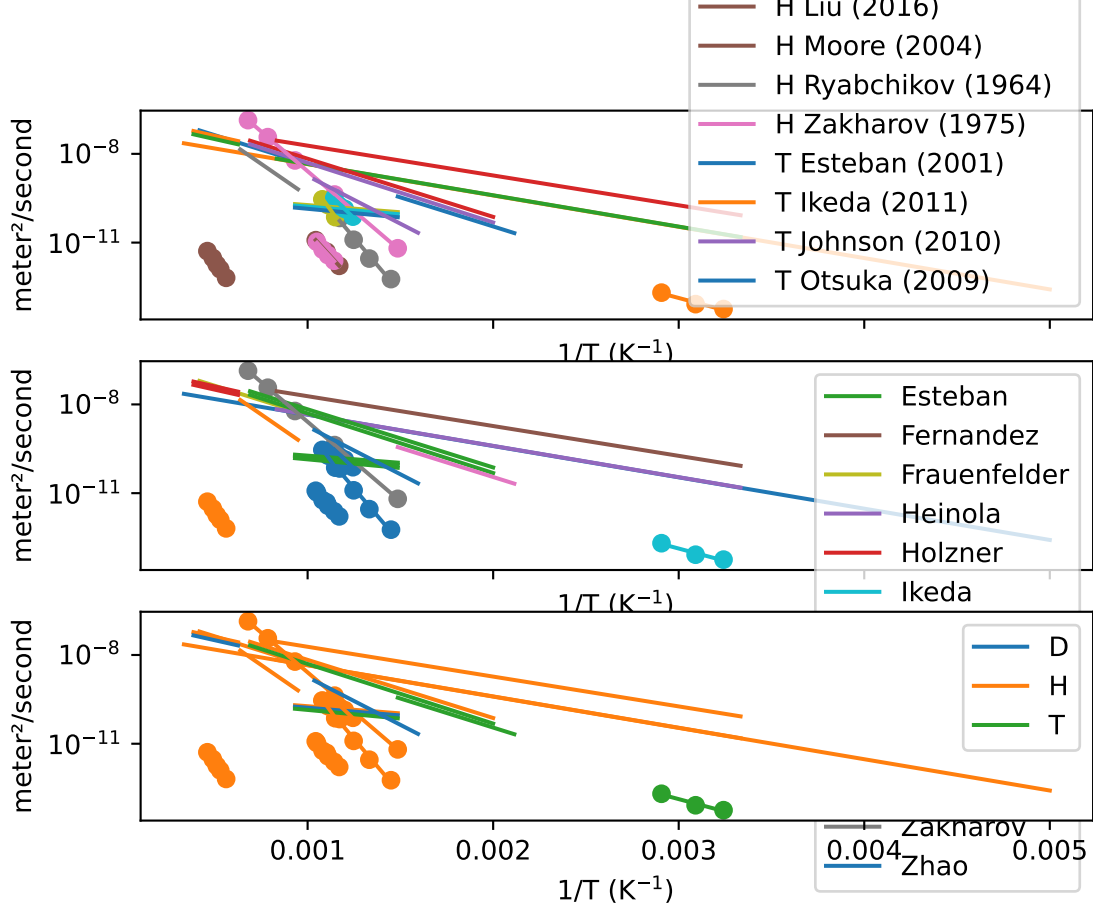 H Liu (2016)
H Moore (2004)
H Ryabchikov (1964)
H Zakharov (1975)
T Esteban (2001)
T Ikeda (2011)
T Johnson (2010)
T Otsuka (2009)
meter²/second
10⁻⁸
10⁻¹¹
1/T (K⁻¹)
meter²/second
10⁻⁸
10⁻¹¹
Esteban
Fernandez
Frauenfelder
Heinola
Holzner
Ikeda
1/T (K⁻¹)
meter²/second
10⁻⁸
10⁻¹¹
D
H
T
Zakharov
Zhao
0.001 0.002 0.003 0.004 0.005
1/T (K⁻¹)